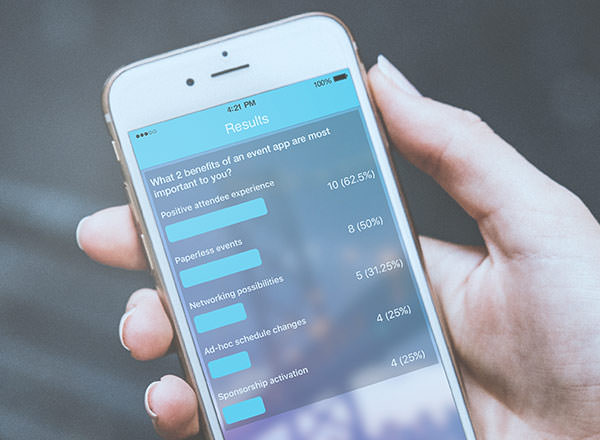 4:21 PM
100%
Results
What 2 benefits of an event app are most
important to you?
Positive attendee experience
10 (62.5%)
Paperless events
8 (50%)
Networking possibilities
5 (31.25%)
Ad-hoc schedule changes
4 (25%)
Sponsorship activation
4 (25%)